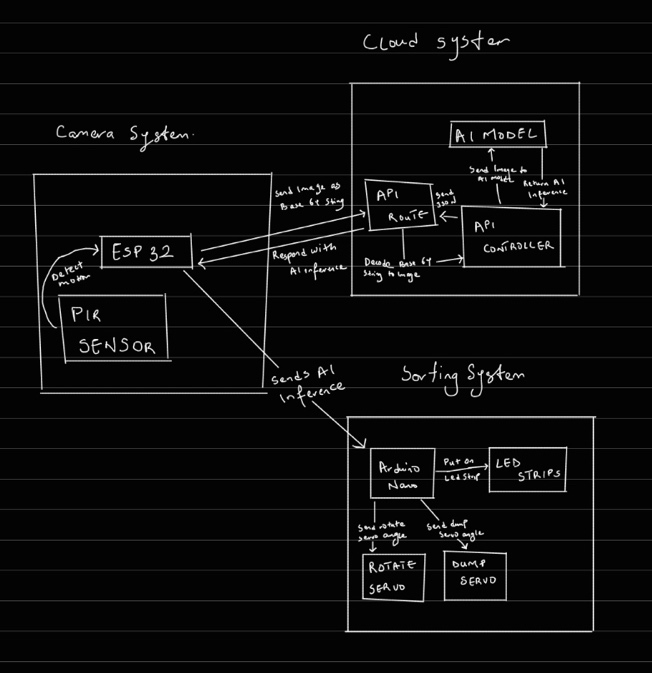 Cloud system
Camera System.
AI MODEL
Send Image to
AI model
Return AI
Inference
Send Image as
Base 64 Sting
API
ROUTE
send
JSON
API
CONTROLLER
ESP 32
Respond with
AI inference
Decode Base 64
Sting to Image
Detect
motion
PIR
SENSOR
Sends AI
Inference
Sorting System
Arduino
Nano
Put on
Led Strip
LED
STRIPS
Send rotate
Servo angle
Send dump
Servo angle
ROTATE
SERVO
DUMP
SERVO